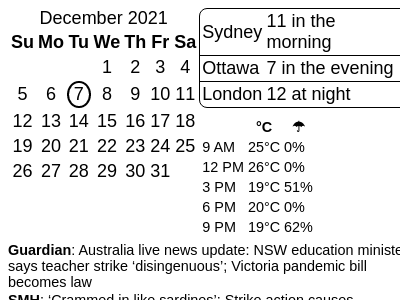 December 2021
Su Mo Tu We Th Fr Sa
1 2 3 4
5 6 7 8 9 10 11
12 13 14 15 16 17 18
19 20 21 22 23 24 25
26 27 28 29 30 31
Sydney 11 in the
morning
Ottawa 7 in the evening
London 12 at night
°C ☂
9 AM 25°C 0%
12 PM 26°C 0%
3 PM 19°C 51%
6 PM 20°C 0%
9 PM 19°C 62%
Guardian: Australia live news update: NSW education ministe
says teacher strike ‘disingenuous’; Victoria pandemic bill
becomes law
SMH: ‘Crammed in like sardines’: Strike action causes